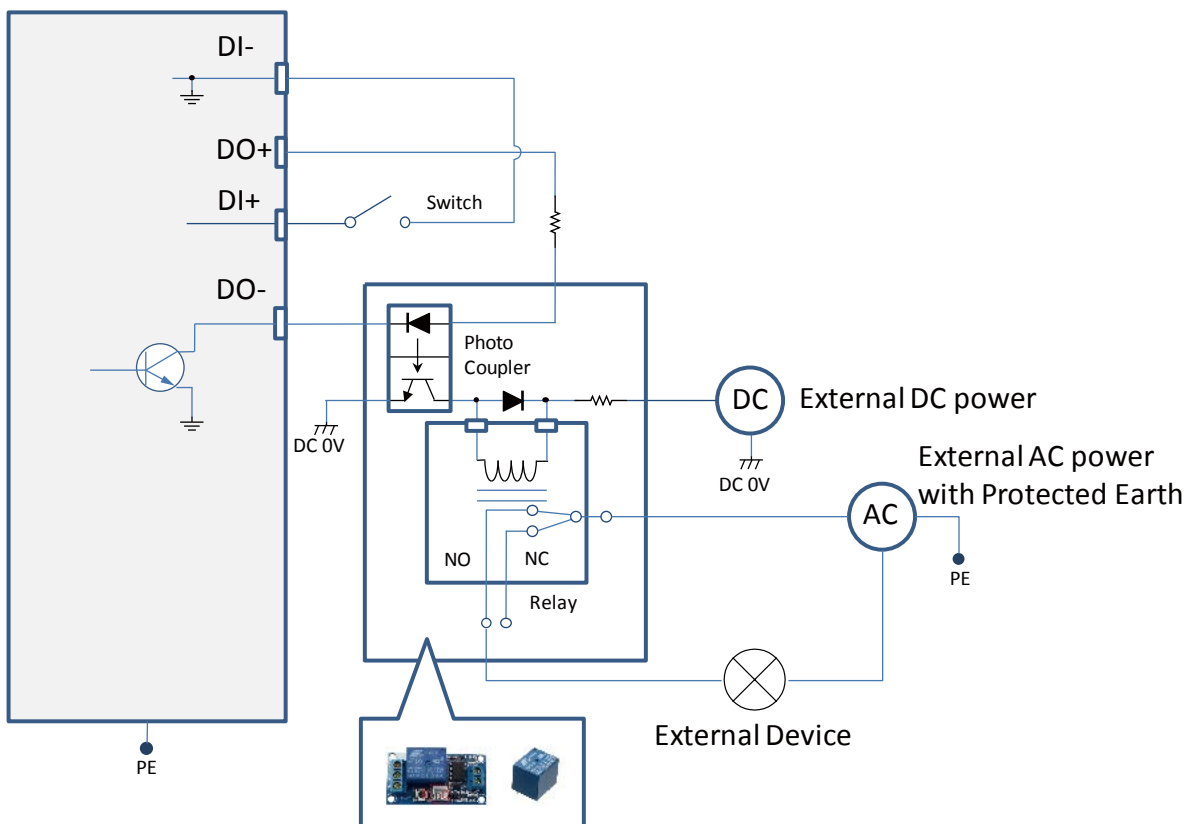 DI-
DO+
DI+
Switch
DO-
Photo
Coupler
DC
External DC power
DC 0V
DC 0V
External AC power
with Protected Earth
AC
NO
NC
PE
Relay
External Device
PE